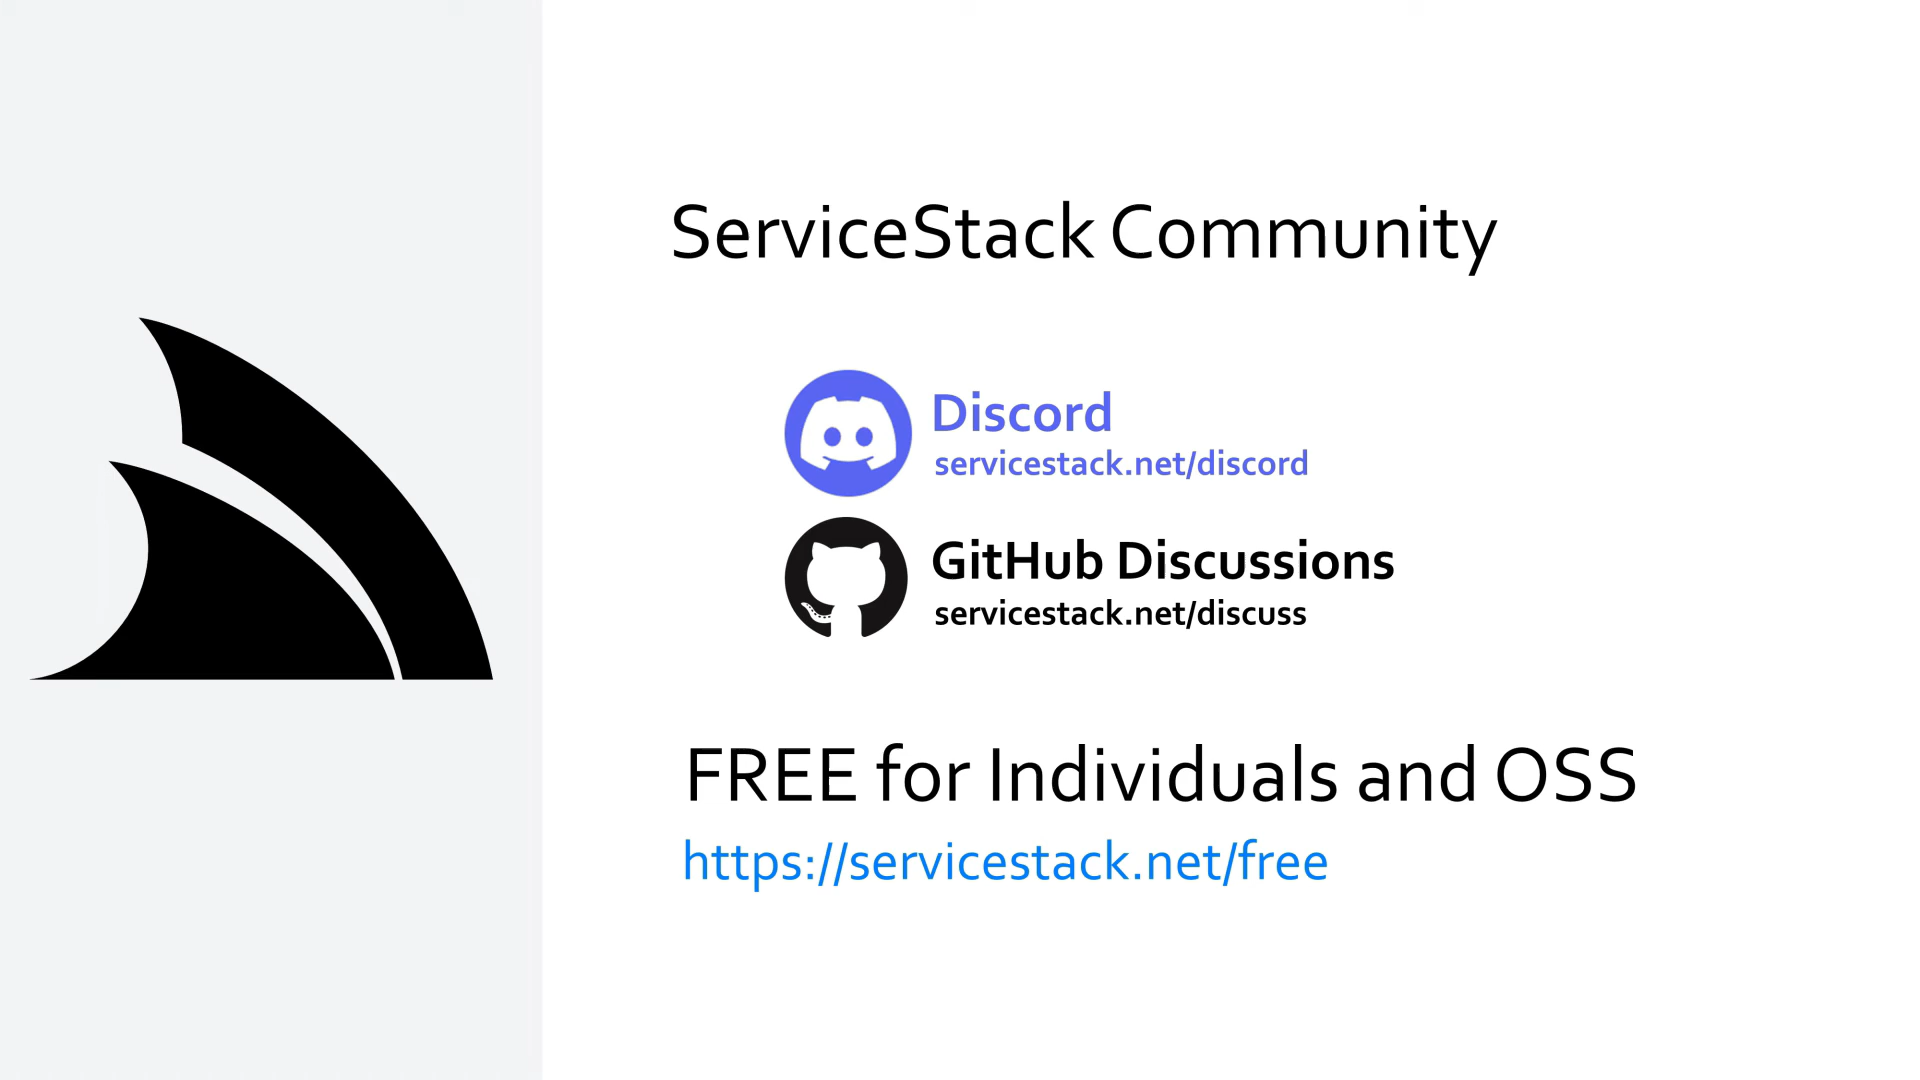 ServiceStack Community
Discord
servicestack.net/discord
GitHub Discussions
servicestack.net/discuss
FREE for Individuals and OSS
https://servicestack.net/free